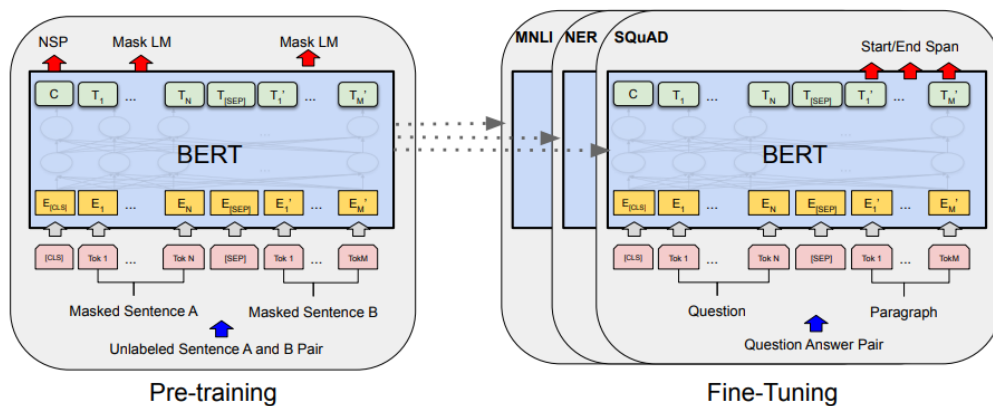 NSP Mask LM Mask LM
C T1 ... TN T[SEP] T1' ... TM'
...
...
BERT
E[CLS] E1 ... EN E[SEP] E1' ... EM'
[CLS] Tok 1 ... Tok N [SEP] Tok 1 ... TokM
Masked Sentence A Masked Sentence B
Unlabeled Sentence A and B Pair
Pre-training
MNLI NER SQuAD
Start/End Span
C T1 ... TN T[SEP] T1' ... TM'
...
...
BERT
E[CLS] E1 ... EN E[SEP] E1' ... EM'
[CLS] Tok 1 ... Tok N [SEP] Tok 1 ... TokM
Question Paragraph
Question Answer Pair
Fine-Tuning